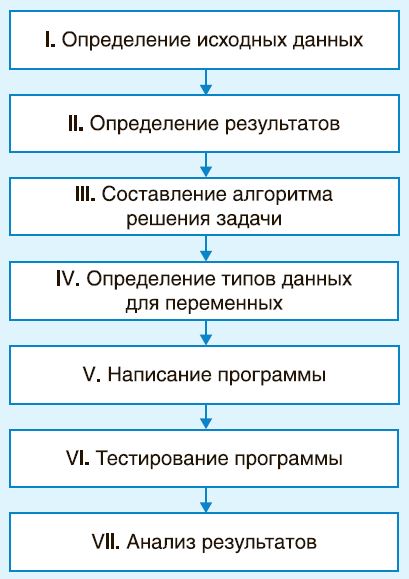 I. Определение исходных данных
II. Определение результатов
III. Составление алгоритма
решения задачи
IV. Определение типов данных
для переменных
V. Написание программы
VI. Тестирование программы
VII. Анализ результатов